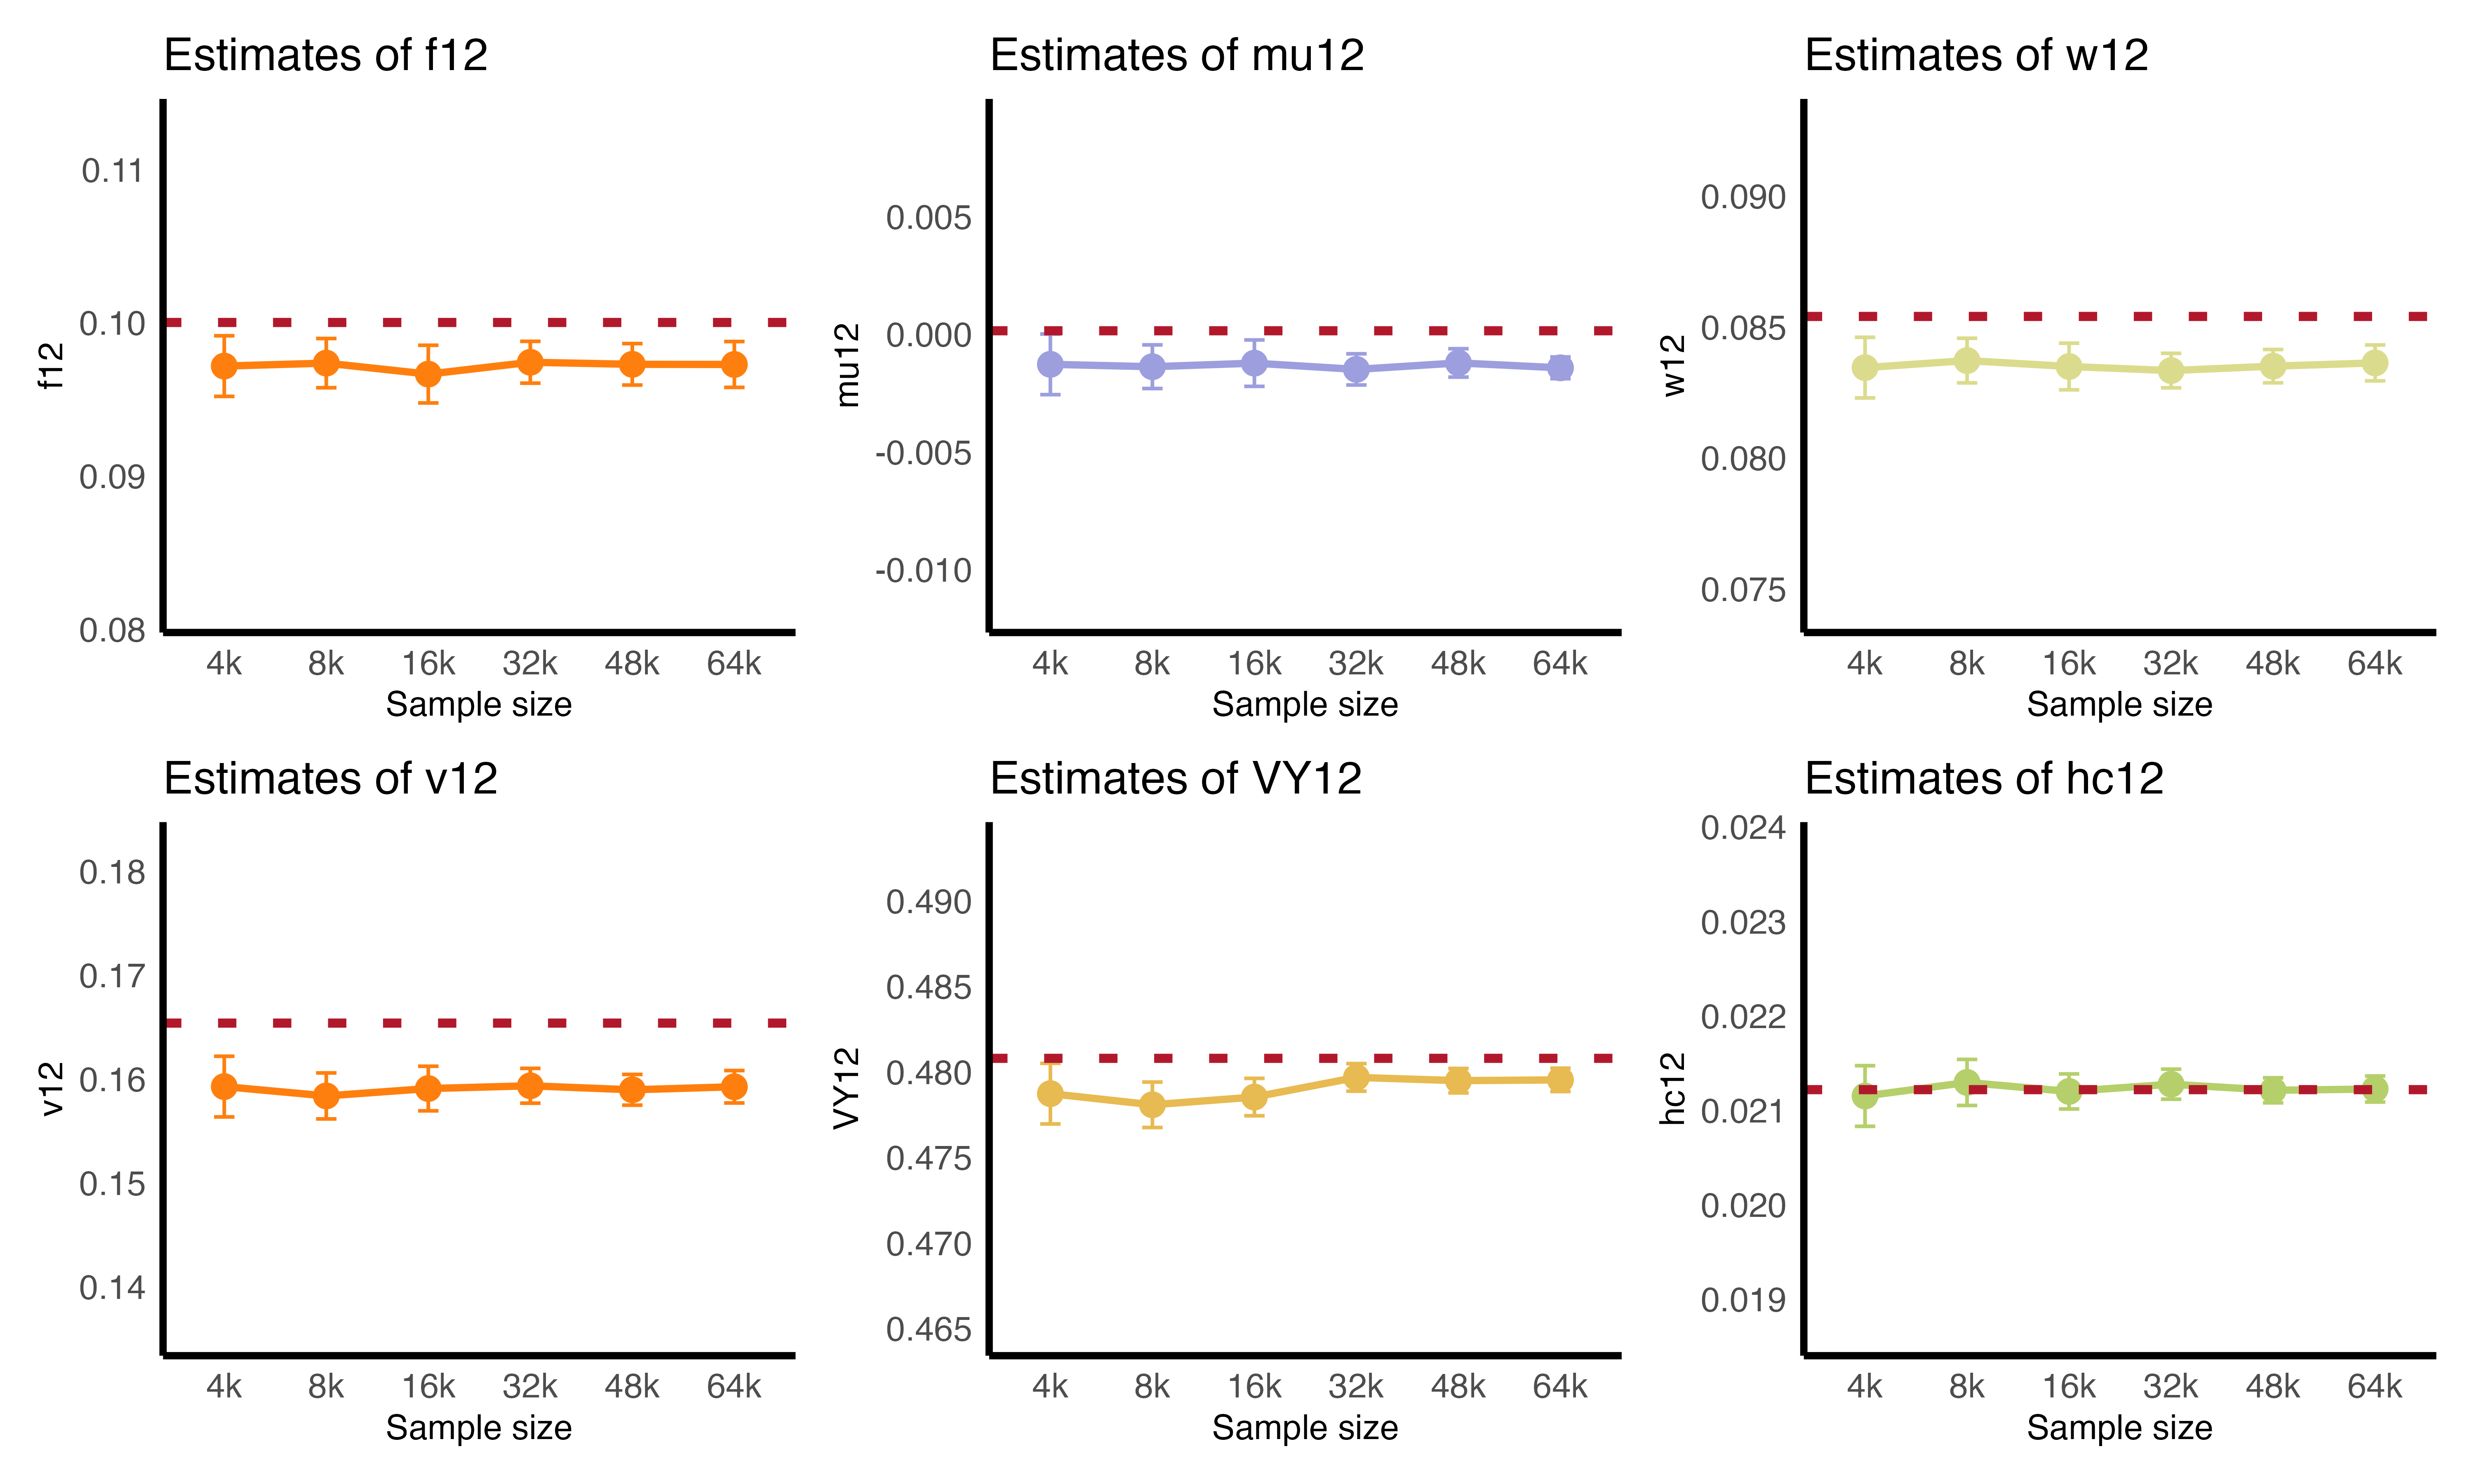 Estimates of f12
f12
0.11
0.10
0.09
0.08
4k 8k 16k 32k 48k 64k
Sample size
Estimates of mu12
mu12
0.005
0.000
-0.005
-0.010
4k 8k 16k 32k 48k 64k
Sample size
Estimates of w12
w12
0.090
0.085
0.080
0.075
4k 8k 16k 32k 48k 64k
Sample size
Estimates of v12
v12
0.18
0.17
0.16
0.15
0.14
4k 8k 16k 32k 48k 64k
Sample size
Estimates of VY12
VY12
0.490
0.485
0.480
0.475
0.470
0.465
4k 8k 16k 32k 48k 64k
Sample size
Estimates of hc12
hc12
0.024
0.023
0.022
0.021
0.020
0.019
4k 8k 16k 32k 48k 64k
Sample size